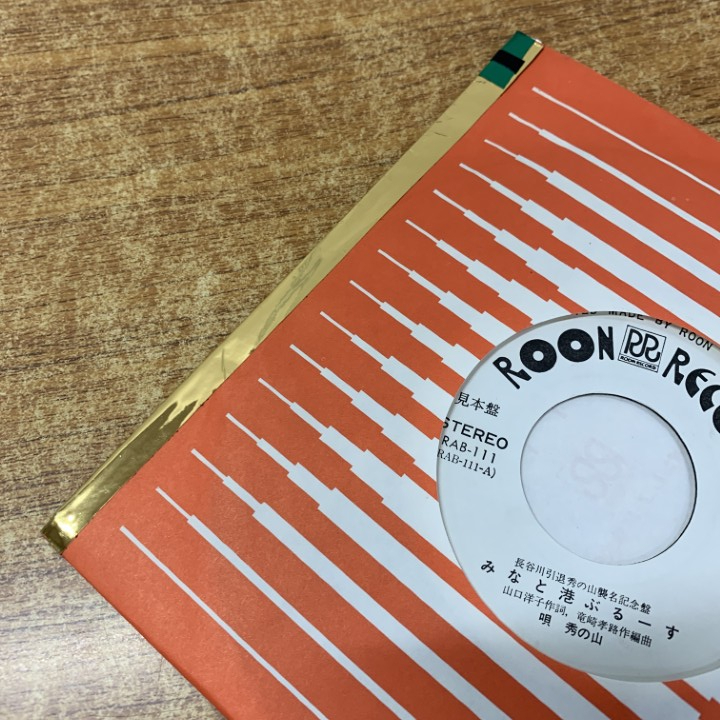 MADE BY ROON
ROON RECO
ROON RECORD
見本盤
STEREO
RAB-111
RAB-111-A)
長谷川引退秀の山襲名記念盤
みなと港ぶるーす
山口洋子作詞、竜崎孝路作編曲
唄 秀の山